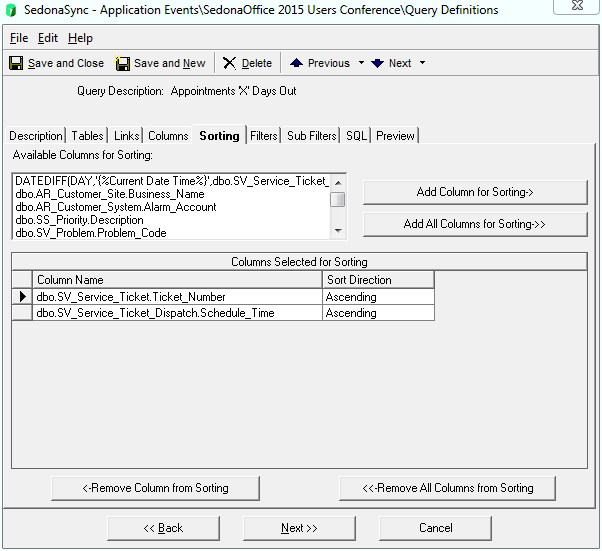 SedonaSync - Application Events\SedonaOffice 2015 Users Conference\Query Definitions
File Edit Help
Save and Close Save and New Delete Previous Next
Query Description: Appointments 'X' Days Out
Description Tables Links Columns Sorting Filters Sub Filters SQL Preview
Available Columns for Sorting:
DATEDIFF(DAY,'{%Current Date Time%}',dbo.SV_Service_Ticket_
dbo.AR_Customer_Site.Business_Name
dbo.AR_Customer_System.Alarm_Account
dbo.SS_Priority.Description
dbo.SV_Problem.Problem_Code
Add Column for Sorting->
Add All Columns for Sorting->>
Columns Selected for Sorting
Column Name Sort Direction
dbo.SV_Service_Ticket.Ticket_Number Ascending
dbo.SV_Service_Ticket_Dispatch.Schedule_Time Ascending
<-Remove Column from Sorting <<-Remove All Columns from Sorting
<< Back Next >> Cancel